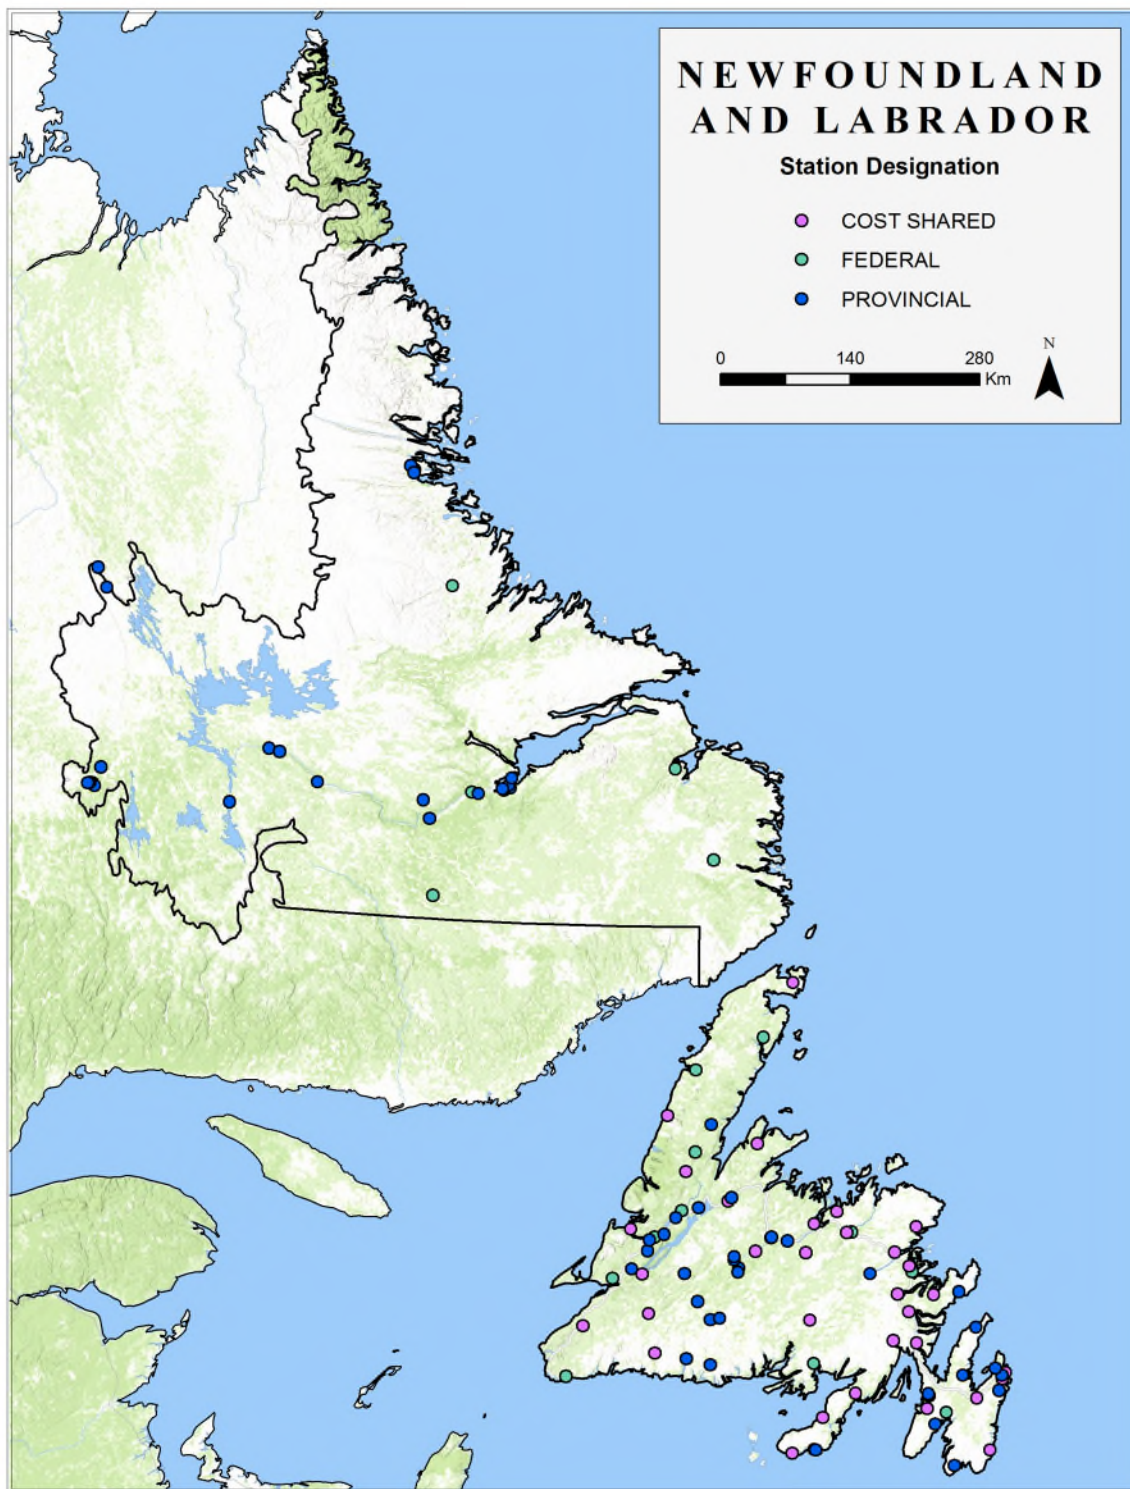 NEWFOUNDLAND
AND LABRADOR
Station Designation
COST SHARED
FEDERAL
PROVINCIAL
N
0 140 280
Km